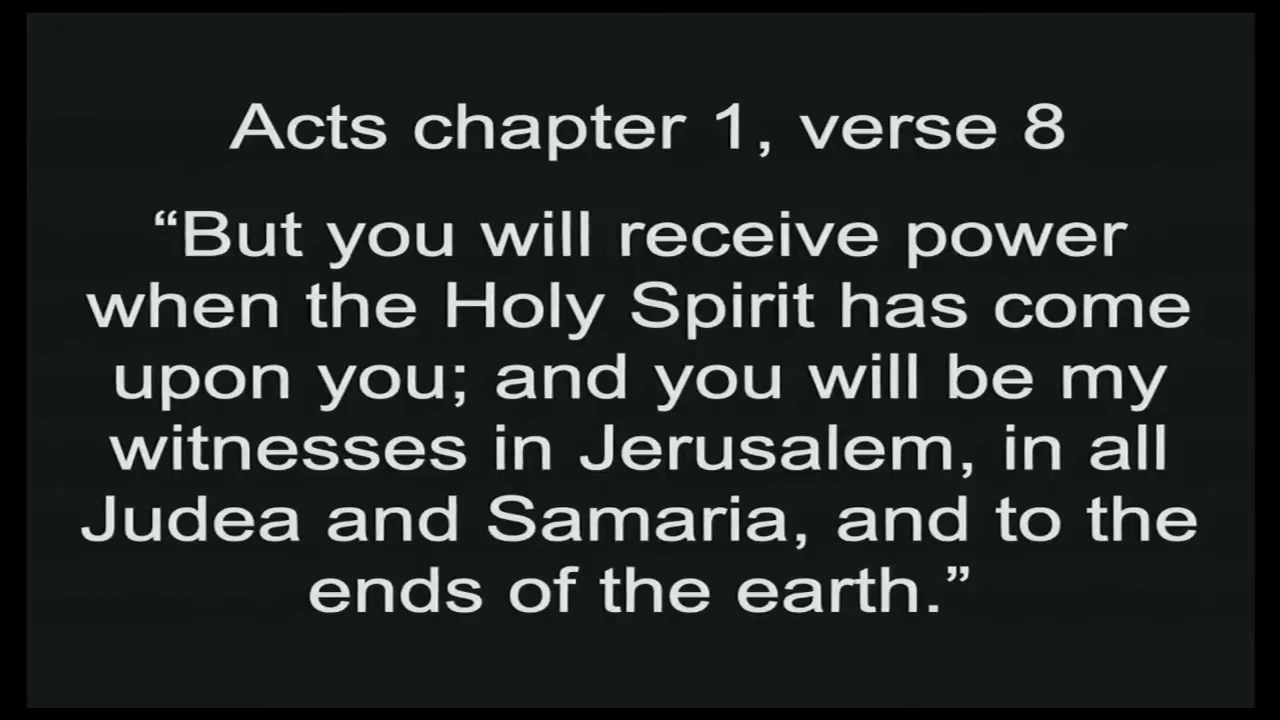 Acts chapter 1, verse 8
“But you will receive power
when the Holy Spirit has come
upon you; and you will be my
witnesses in Jerusalem, in all
Judea and Samaria, and to the
ends of the earth.”